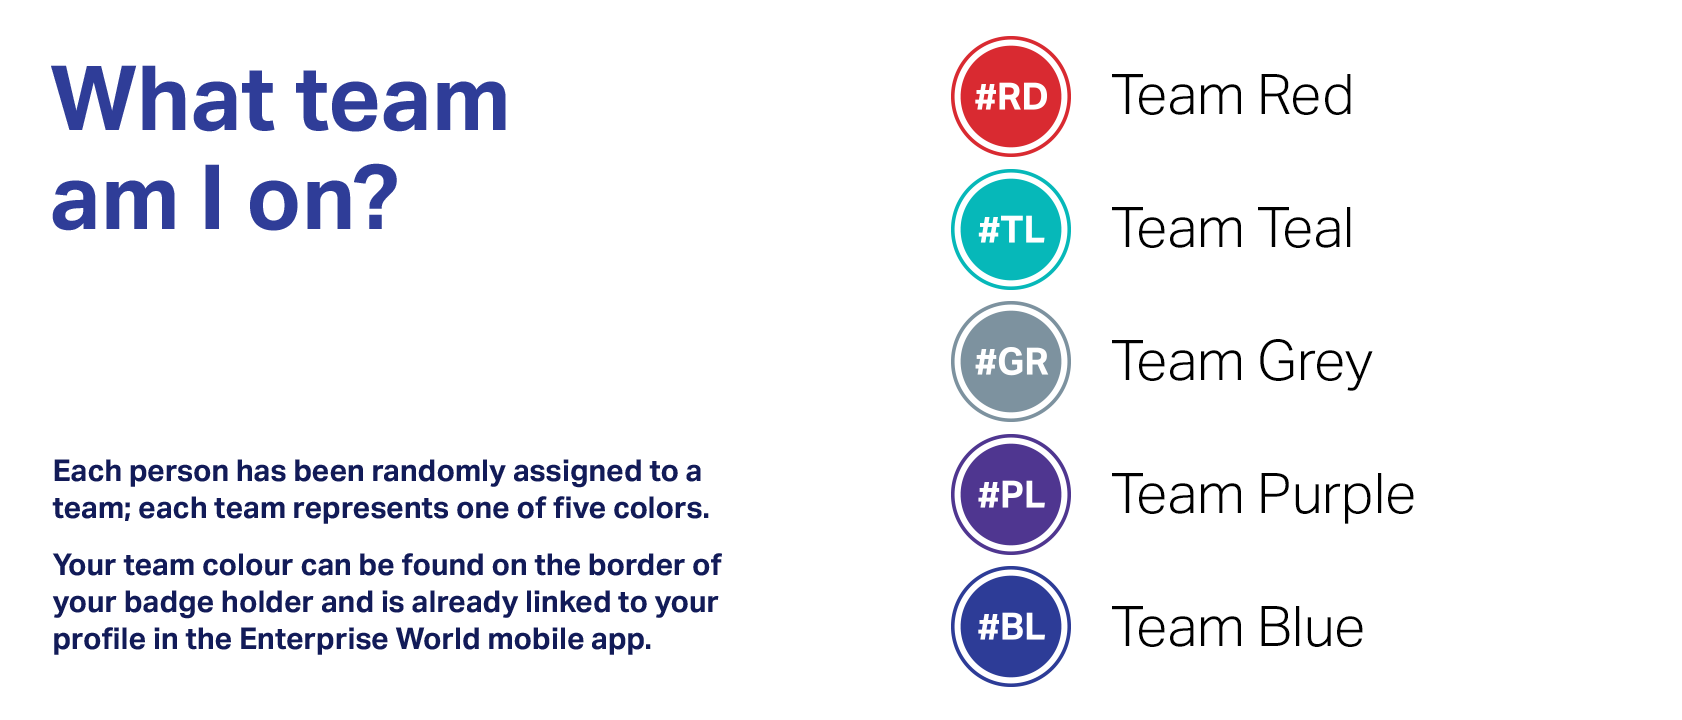 What team
am I on?
Each person has been randomly assigned to a
team; each team represents one of five colors.
Your team colour can be found on the border of
your badge holder and is already linked to your
profile in the Enterprise World mobile app.
#RD Team Red
#TL Team Teal
#GR Team Grey
#PL Team Purple
#BL Team Blue